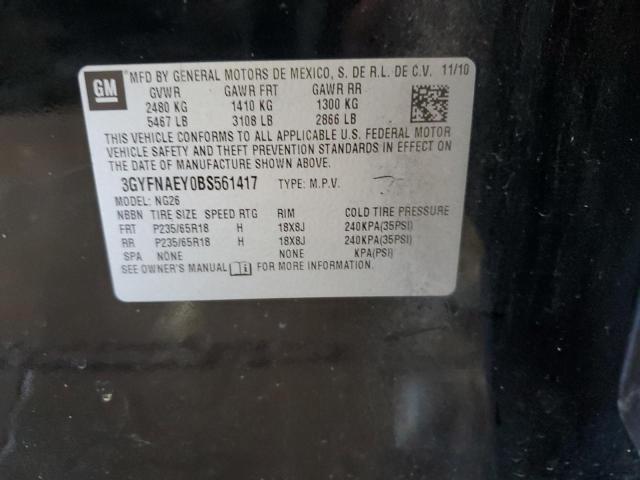 GM
MFD BY GENERAL MOTORS DE MEXICO, S. DE R.L. DE C.V. 11/10
GVWR GAWR FRT GAWR RR
2480 KG 1410 KG 1300 KG
5467 LB 3108 LB 2866 LB
THIS VEHICLE CONFORMS TO ALL APPLICABLE U.S. FEDERAL MOTOR
VEHICLE SAFETY AND THEFT PREVENTION STANDARDS IN EFFECT ON
THE DATE OF MANUFACTURE SHOWN ABOVE.
3GYFNAEY0BS561417 TYPE: M.P.V.
MODEL: NG26
NBBN TIRE SIZE SPEED RTG RIM COLD TIRE PRESSURE
FRT P235/65R18 H 18X8J 240KPA(35PSI)
RR P235/65R18 H 18X8J 240KPA(35PSI)
SPA NONE NONE KPA(PSI)
SEE OWNER'S MANUAL FOR MORE INFORMATION.